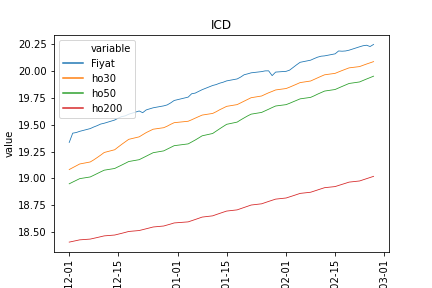 ICD
value
20.25
20.00
19.75
19.50
19.25
19.00
18.75
18.50
variable
Fiyat
ho30
ho50
ho200
12-01
12-15
01-01
01-15
02-01
02-15
03-01